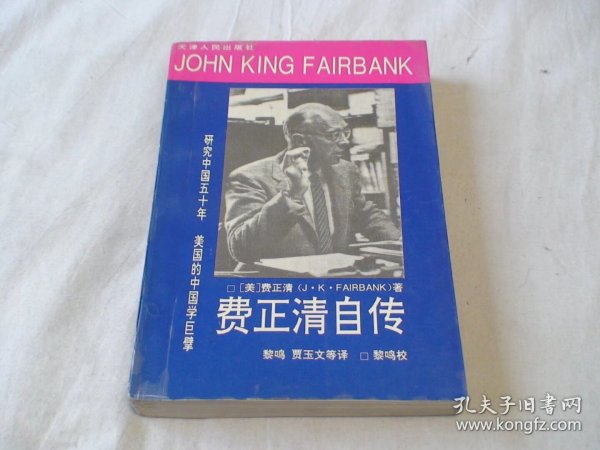 天津人民出版社
JOHN KING FAIRBANK
研究中国五十年 美国的中国学巨擘
□ [美]费正清(J·K·FAIRBANK)著
费正清自传
黎鸣 贾玉文等译 □ 黎鸣校
孔夫子旧书网
www.kongfz.com